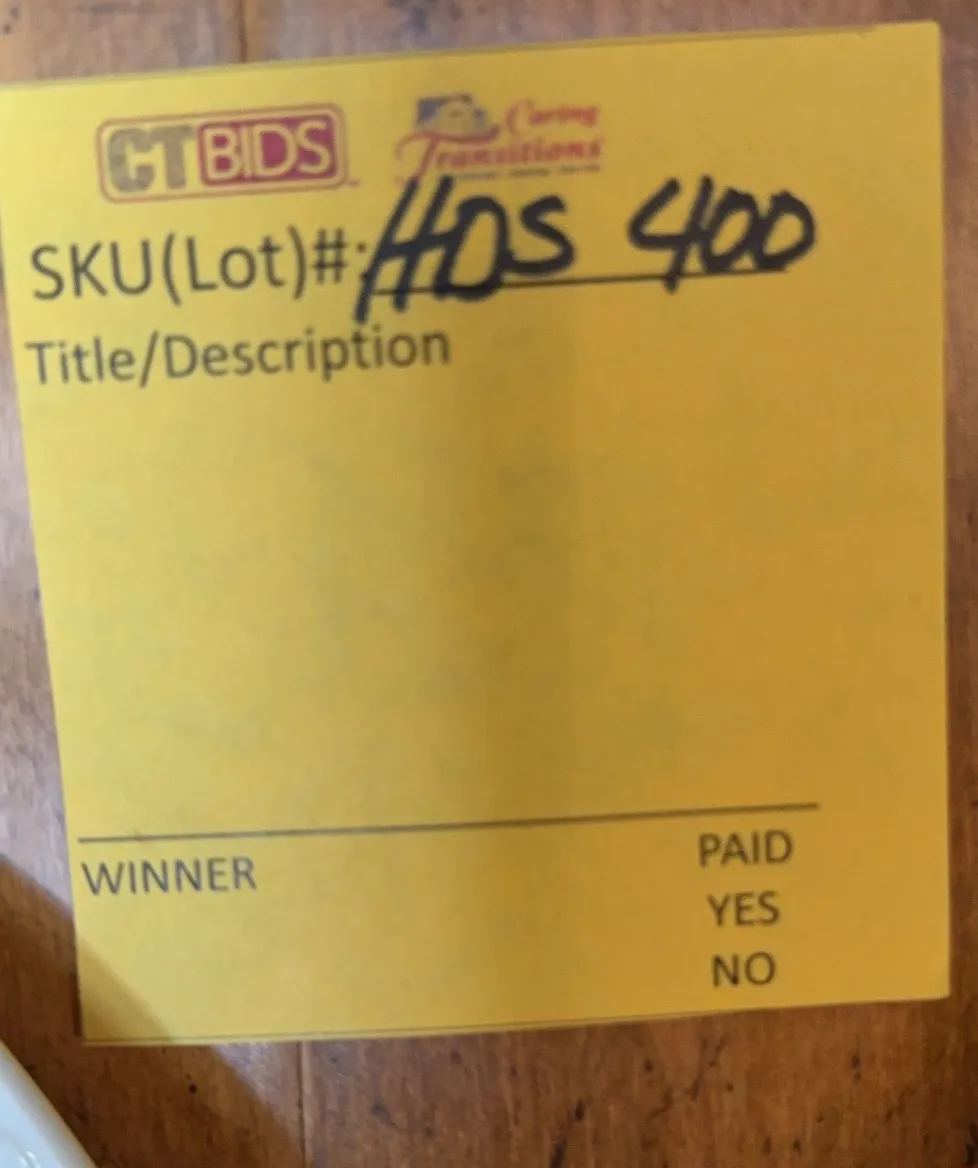 CTBIDS Caring Transitions
SKU(Lot)#: HDS 400
Title/Description
WINNER PAID
YES
NO